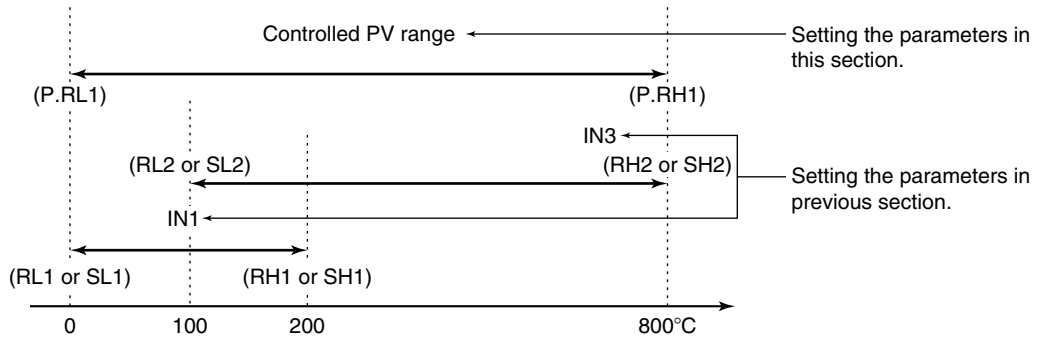 Controlled PV range
Setting the parameters in
this section.
(P.RL1)
(P.RH1)
IN3
(RL2 or SL2)
(RH2 or SH2)
Setting the parameters in
previous section.
IN1
(RL1 or SL1)
(RH1 or SH1)
0
100
200
800°C